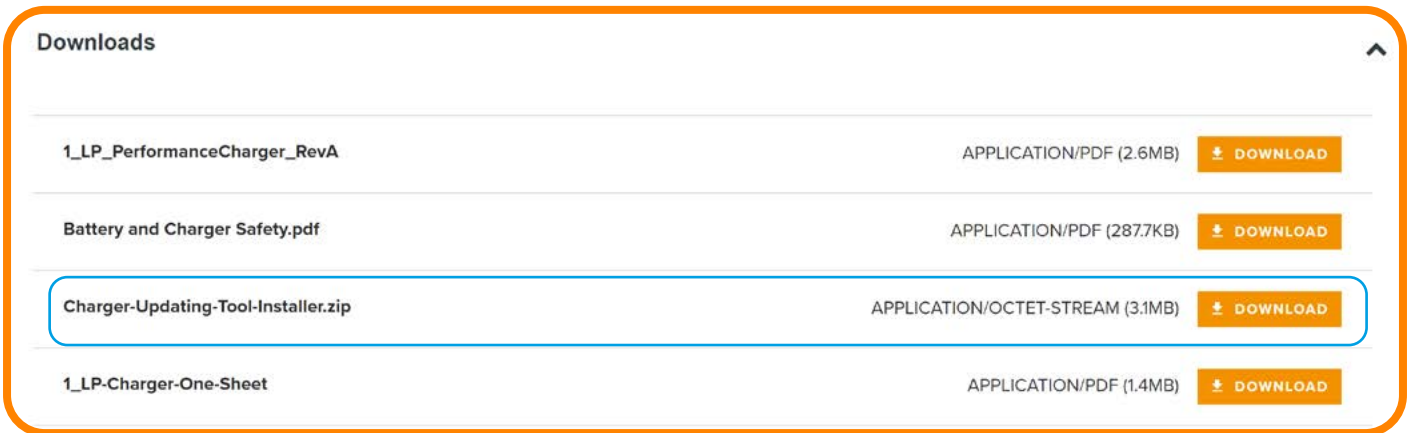 Downloads
1_LP_PerformanceCharger_RevA APPLICATION/PDF (2.6MB) DOWNLOAD
Battery and Charger Safety.pdf APPLICATION/PDF (287.7KB) DOWNLOAD
Charger-Updating-Tool-Installer.zip APPLICATION/OCTET-STREAM (3.1MB) DOWNLOAD
1_LP-Charger-One-Sheet APPLICATION/PDF (1.4MB) DOWNLOAD